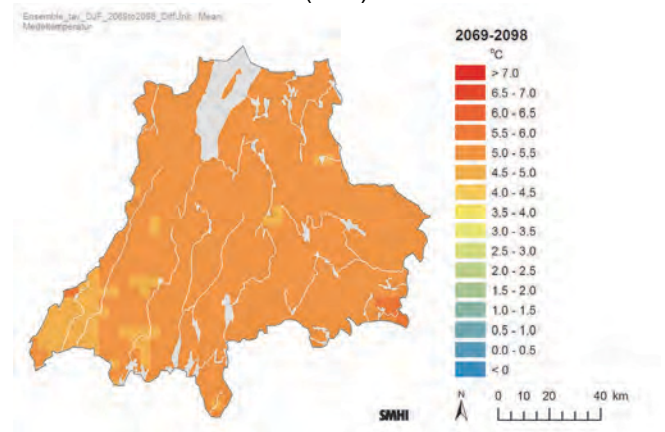 Ensemble_tav_DJF_2069to2098_DiffJnit Mean
Medeltemperatur
2069-2098
°C
> 7.0
6.5 - 7.0
6.0 - 6.5
5.5 - 6.0
5.0 - 5.5
4.5 - 5.0
4.0 - 4.5
3.5 - 4.0
3.0 - 3.5
2.5 - 3.0
2.0 - 2.5
1.5 - 2.0
1.0 - 1.5
0.5 - 1.0
0.0 - 0.5
< 0
SMHI
N
0 10 20 40 km